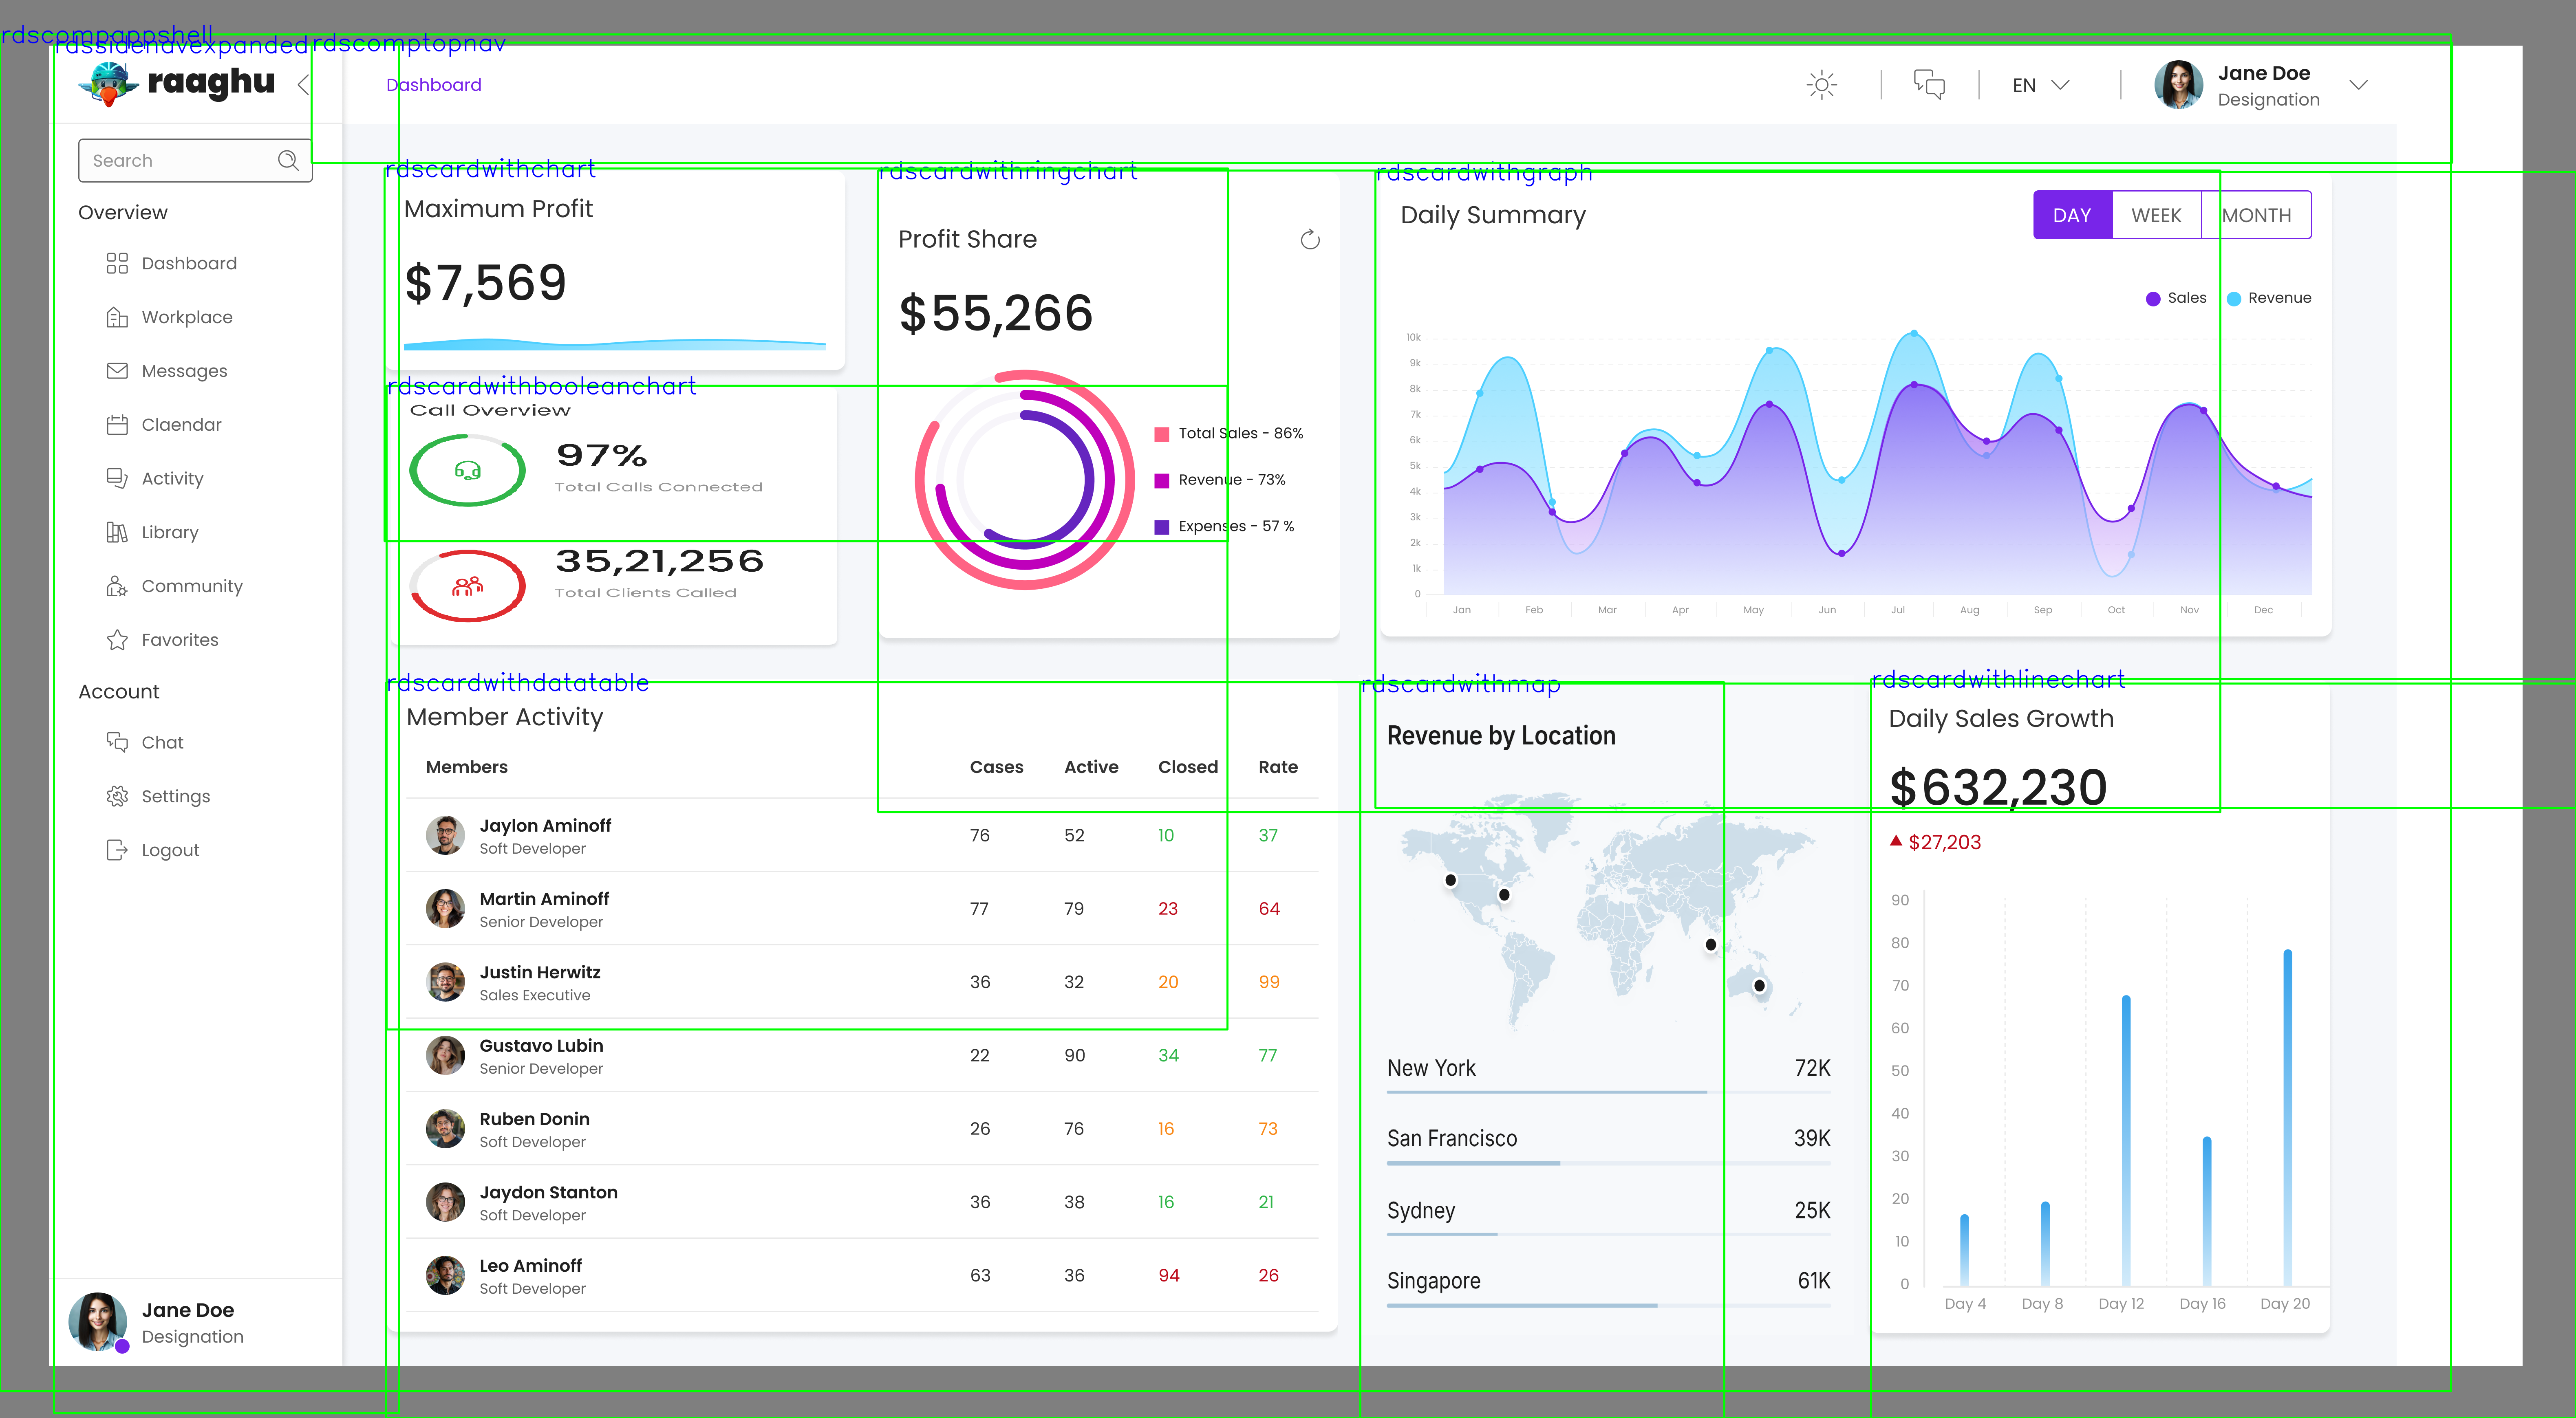 rdscompappshell
rdssidenavexpanded
rdscomptopnav
raaghu
Dashboard
EN
Jane Doe
Designation
Search
Overview
Dashboard
Workplace
Messages
Claendar
Activity
Library
Community
Favorites
Account
Chat
Settings
Logout
Jane Doe
Designation
rdscardwithchart
Maximum Profit
$7,569
rdscardwithbooleanchart
Call Overview
97%
Total Calls Connected
35,21,256
Total Clients Called
rdscardwithringchart
Profit Share
$55,266
Total Sales - 86%
Revenue - 73%
Expenses - 57 %
rdscardwithgraph
Daily Summary
DAY WEEK MONTH
Sales Revenue
10k
9k
8k
7k
6k
5k
4k
3k
2k
1k
0
Jan Feb Mar Apr May Jun Jul Aug Sep Oct Nov Dec
rdscardwithdatatable
Member Activity
Members Cases Active Closed Rate
Jaylon Aminoff
Soft Developer
76 52 10 37
Martin Aminoff
Senior Developer
77 79 23 64
Justin Herwitz
Sales Executive
36 32 20 99
Gustavo Lubin
Senior Developer
22 90 34 77
Ruben Donin
Soft Developer
26 76 16 73
Jaydon Stanton
Soft Developer
36 38 16 21
Leo Aminoff
Soft Developer
63 36 94 26
rdscardwithmap
Revenue by Location
New York 72K
San Francisco 39K
Sydney 25K
Singapore 61K
rdscardwithlinechart
Daily Sales Growth
$632,230
$27,203
90
80
70
60
50
40
30
20
10
0
Day 4 Day 8 Day 12 Day 16 Day 20